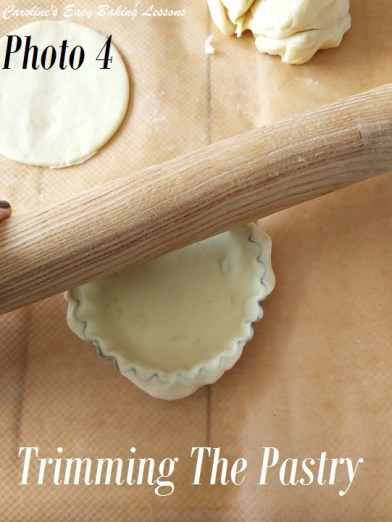 Caroline's Easy Baking Lessons
Photo 4
Trimming The Pastry